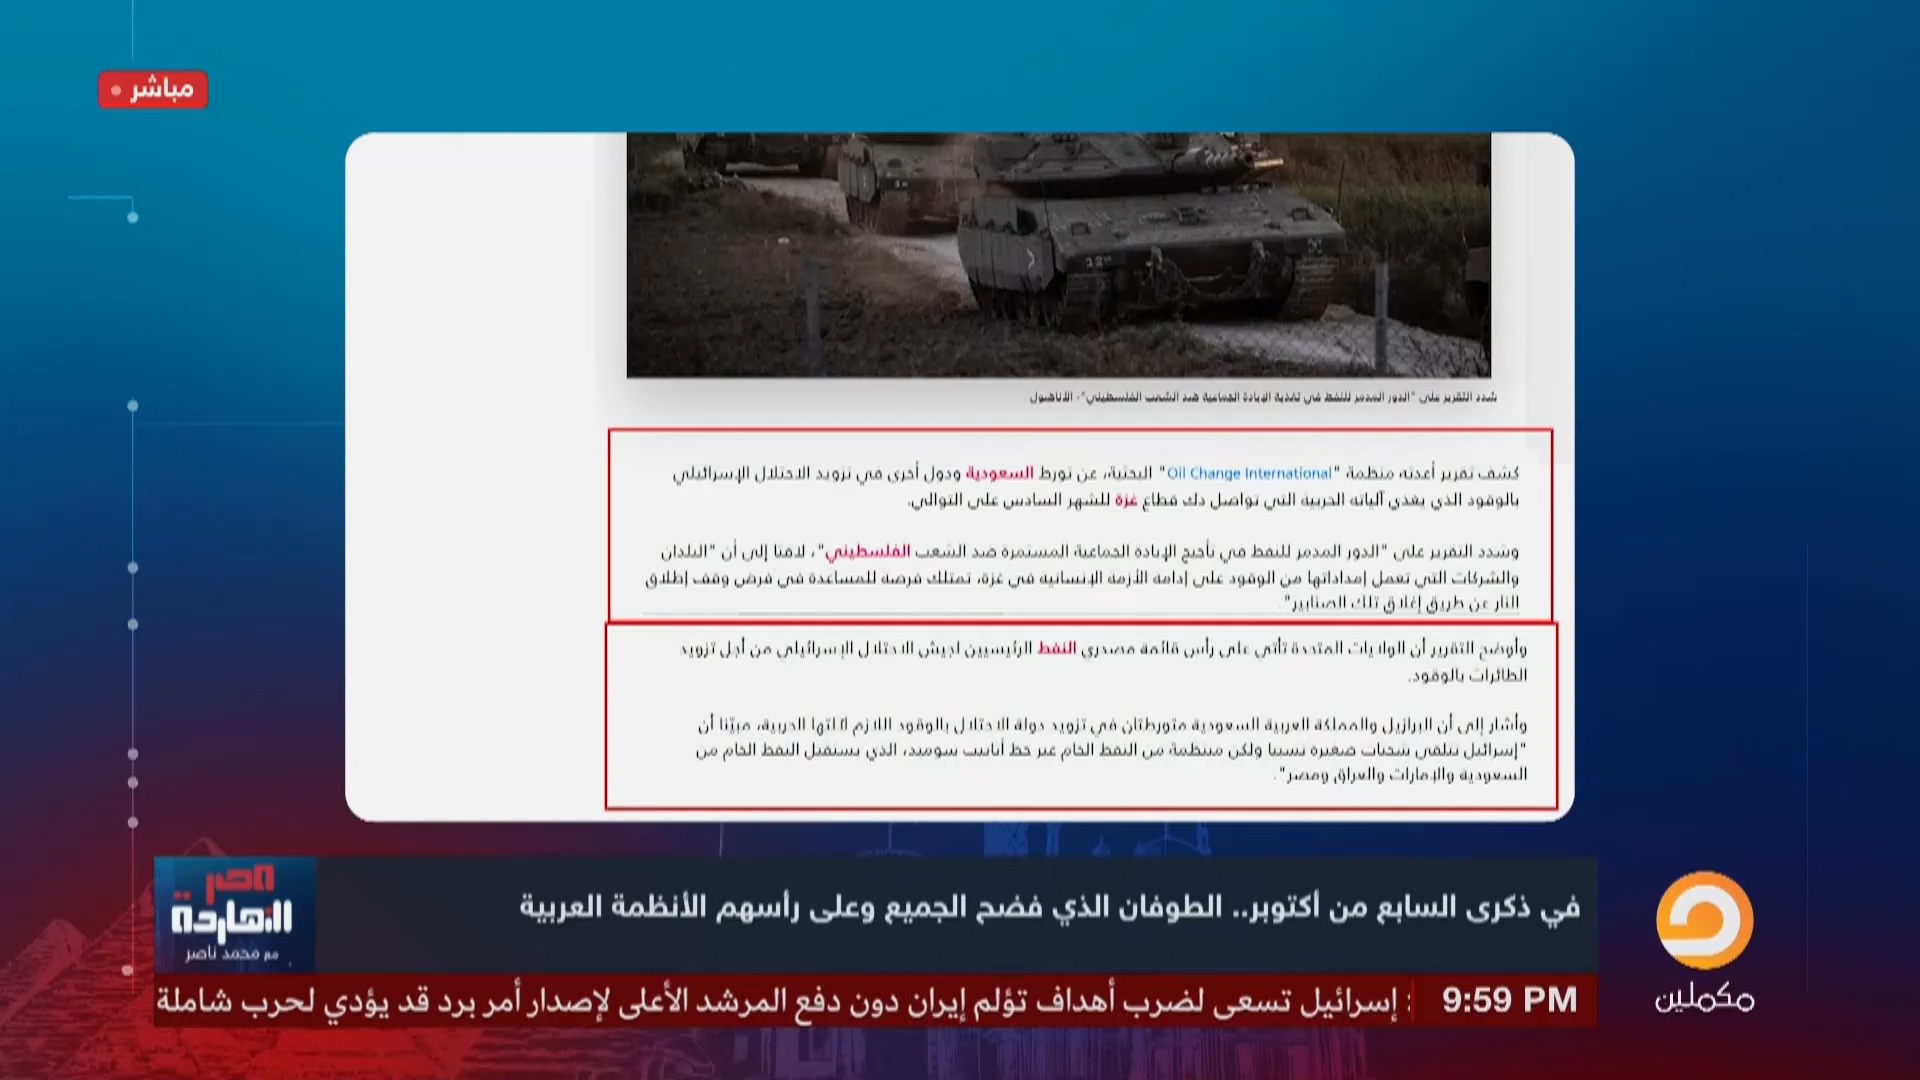 مباشر
شدد التقرير على "الدور المدمر للنفط في تغذية الإبادة الجماعية ضد الشعب الفلسطيني"- الأناضول
كشف تقرير أعدته منظمة "Oil Change International" البحثية، عن تورط السعودية ودول أخرى في تزويد الاحتلال الإسرائيلي
بالوقود الذي يغذي آلياته الحربية التي تواصل دك قطاع غزة للشهر السادس على التوالي.
وشدد التقرير على "الدور المدمر للنفط في تأجيج الإبادة الجماعية المستمرة ضد الشعب الفلسطيني"، لافتا إلى أن "البلدان
والشركات التي تعمل إمداداتها من الوقود على إدامة الأزمة الإنسانية في غزة، تمتلك فرصة للمساعدة في فرض وقف إطلاق
النار عن طريق إغلاق تلك الصنابير".
وأوضح التقرير أن الولايات المتحدة تأتي على رأس قائمة مصدري النفط الرئيسيين لجيش الاحتلال الإسرائيلي من أجل تزويد
الطائرات بالوقود.
وأشار إلى أن البرازيل والمملكة العربية السعودية متورطتان في تزويد دولة الاحتلال بالوقود اللازم لآلتها الحربية، مبيّنا أن
"إسرائيل تتلقى شحنات صغيرة نسبيا ولكن منتظمة من النفط الخام عبر خط أنابيب سوميد، الذي يستقبل النفط الخام من
السعودية والإمارات والعراق ومصر".
مصر
النهاردة
مع محمد ناصر
في ذكرى السابع من أكتوبر.. الطوفان الذي فضح الجميع وعلى رأسهم الأنظمة العربية
9:59 PM
: إسرائيل تسعى لضرب أهداف تؤلم إيران دون دفع المرشد الأعلى لإصدار أمر برد قد يؤدي لحرب شاملة
مكملين